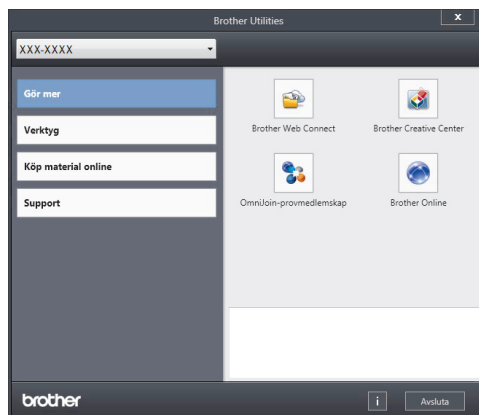 Brother Utilities
x
XXX-XXXX
Gör mer
Verktyg
Köp material online
Support
Brother Web Connect
Brother Creative Center
OmniJoin-provmedlemskap
Brother Online
brother
i
Avsluta